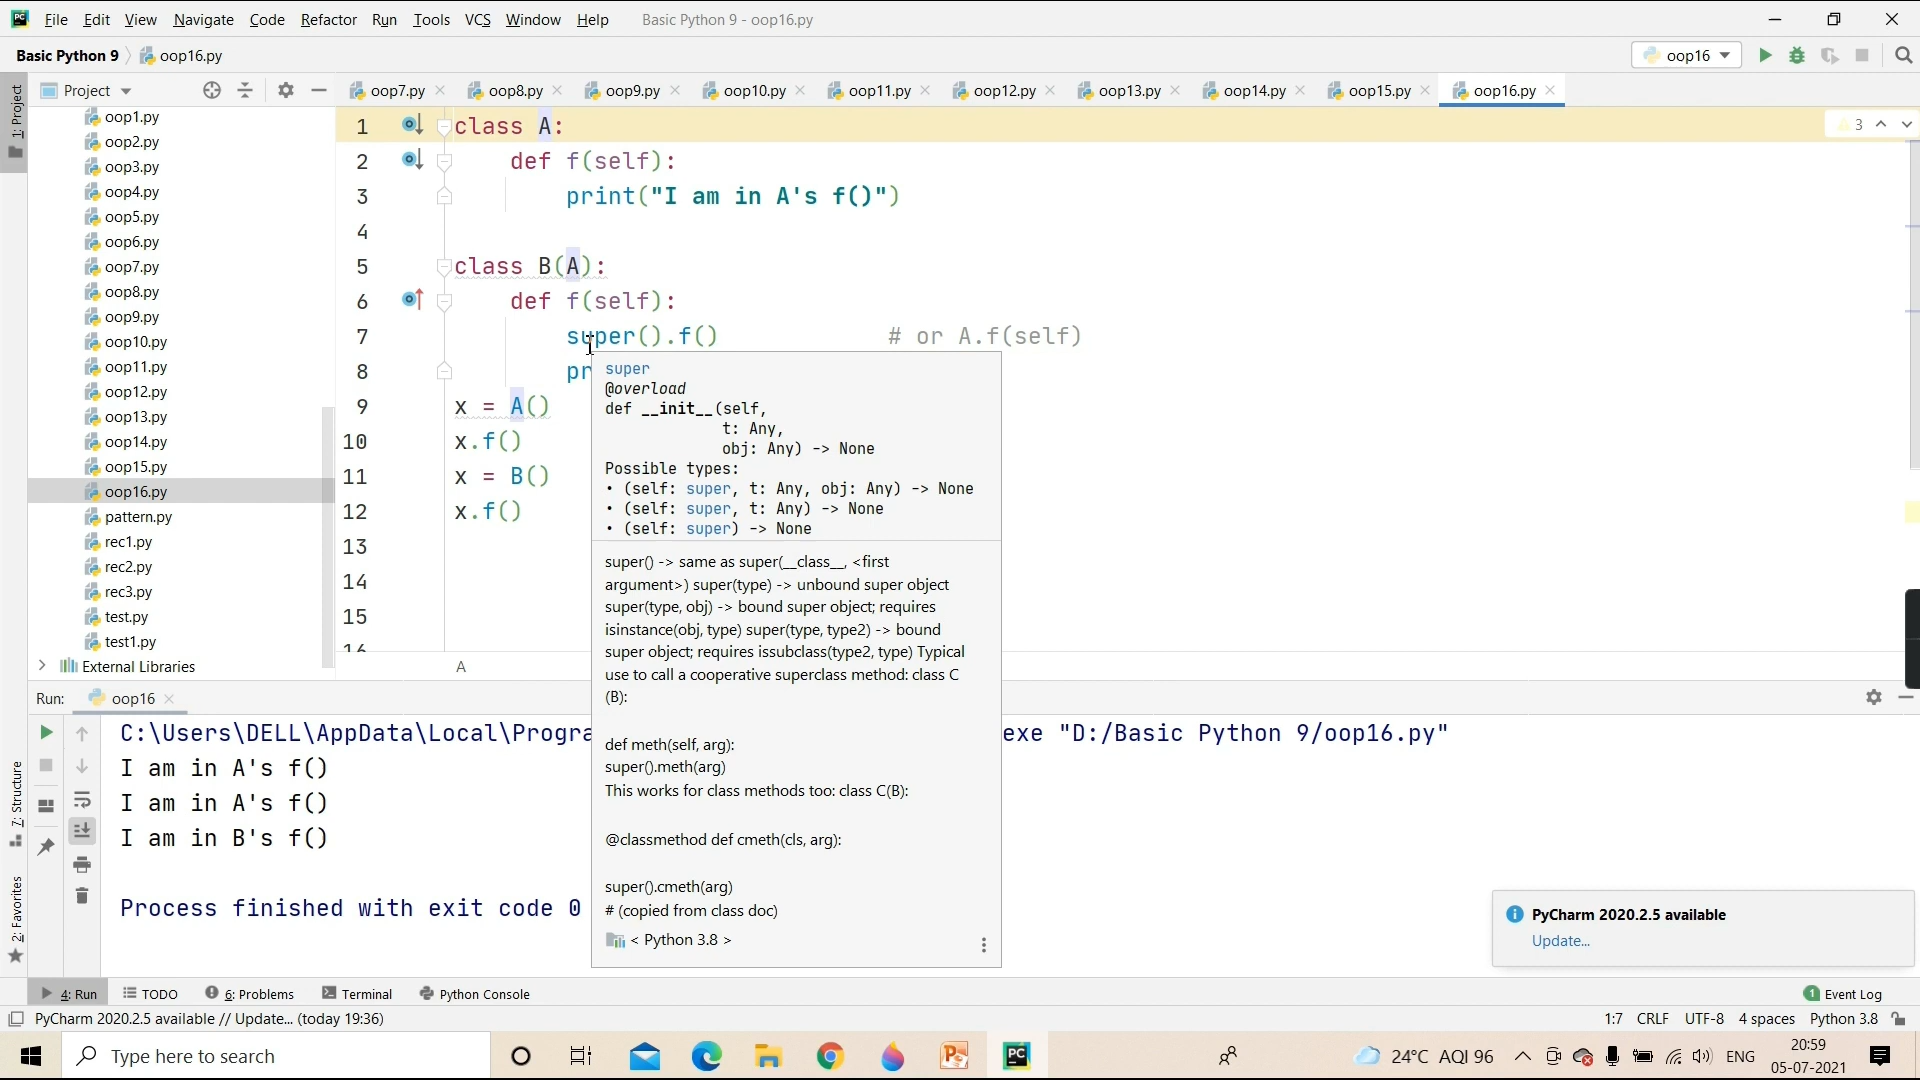 File Edit View Navigate Code Refactor Run Tools VCS Window Help Basic Python 9 - oop16.py
Basic Python 9 oop16.py oop16
Project oop7.py oop8.py oop9.py oop10.py oop11.py oop12.py oop13.py oop14.py oop15.py oop16.py
1: Project
oop1.py
oop2.py
oop3.py
oop4.py
oop5.py
oop6.py
oop7.py
oop8.py
oop9.py
oop10.py
oop11.py
oop12.py
oop13.py
oop14.py
oop15.py
oop16.py
pattern.py
rec1.py
rec2.py
rec3.py
test.py
test1.py
External Libraries
1 class A: 3
2 def f(self):
3 print("I am in A's f()")
4
5 class B(A):
6 def f(self):
7 super().f() # or A.f(self)
8 pr
9 x = A()
10 x.f()
11 x = B()
12 x.f()
13
14
15
16
A
super
@overload
def __init__(self,
t: Any,
obj: Any) -> None
Possible types:
• (self: super, t: Any, obj: Any) -> None
• (self: super, t: Any) -> None
• (self: super) -> None
super() -> same as super(__class__, <first
argument>) super(type) -> unbound super object
super(type, obj) -> bound super object; requires
isinstance(obj, type) super(type, type2) -> bound
super object; requires issubclass(type2, type) Typical
use to call a cooperative superclass method: class C
(B):
def meth(self, arg):
super().meth(arg)
This works for class methods too: class C(B):
@classmethod def cmeth(cls, arg):
super().cmeth(arg)
# (copied from class doc)
< Python 3.8 >
Run: oop16
C:\Users\DELL\AppData\Local\Progra exe "D:/Basic Python 9/oop16.py"
I am in A's f()
I am in A's f()
I am in B's f()
Process finished with exit code 0
7: Structure
2: Favorites
PyCharm 2020.2.5 available
Update...
4: Run TODO 6: Problems Terminal Python Console 1 Event Log
PyCharm 2020.2.5 available // Update... (today 19:36) 1:7 CRLF UTF-8 4 spaces Python 3.8
Type here to search PC 24°C AQI 96 ENG 20:59
05-07-2021